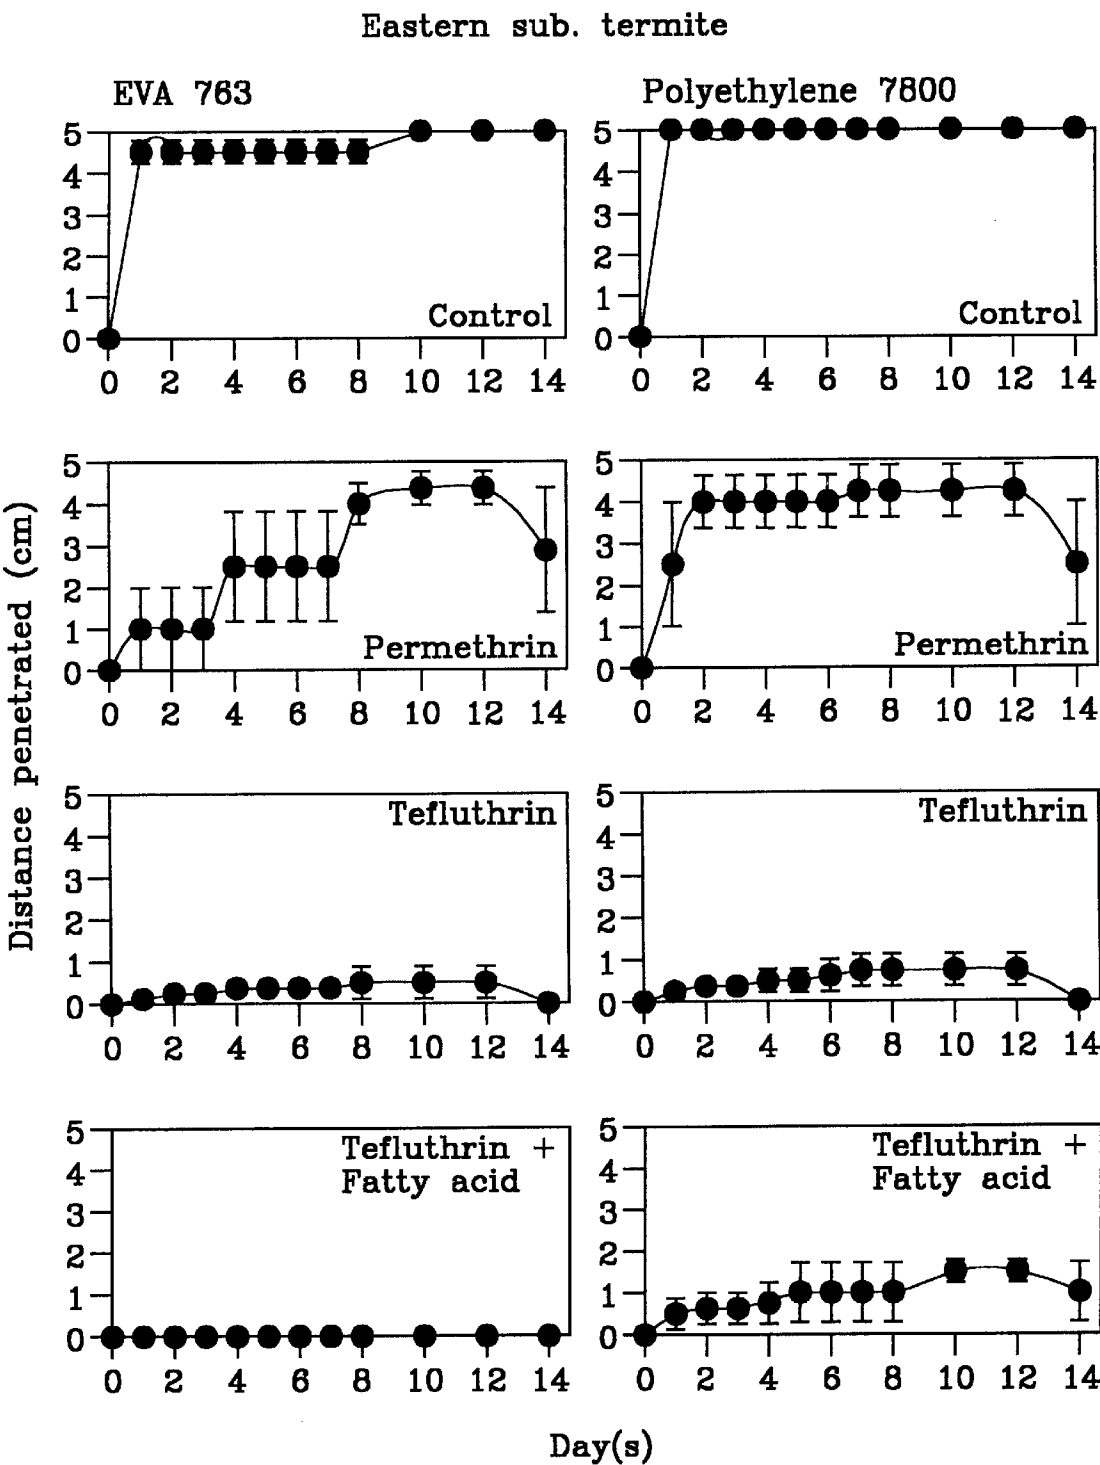 Eastern sub. termite
EVA 763
Polyethylene 7800
5
4
3
2
1
0
Control
0 2 4 6 8 10 12 14
5
4
3
2
1
0
Control
0 2 4 6 8 10 12 14
Distance penetrated (cm)
5
4
3
2
1
0
Permethrin
0 2 4 6 8 10 12 14
5
4
3
2
1
0
Permethrin
0 2 4 6 8 10 12 14
5
4
3
2
1
0
Tefluthrin
0 2 4 6 8 10 12 14
5
4
3
2
1
0
Tefluthrin
0 2 4 6 8 10 12 14
5
4
3
2
1
0
Tefluthrin +
Fatty acid
0 2 4 6 8 10 12 14
5
4
3
2
1
0
Tefluthrin +
Fatty acid
0 2 4 6 8 10 12 14
Day(s)